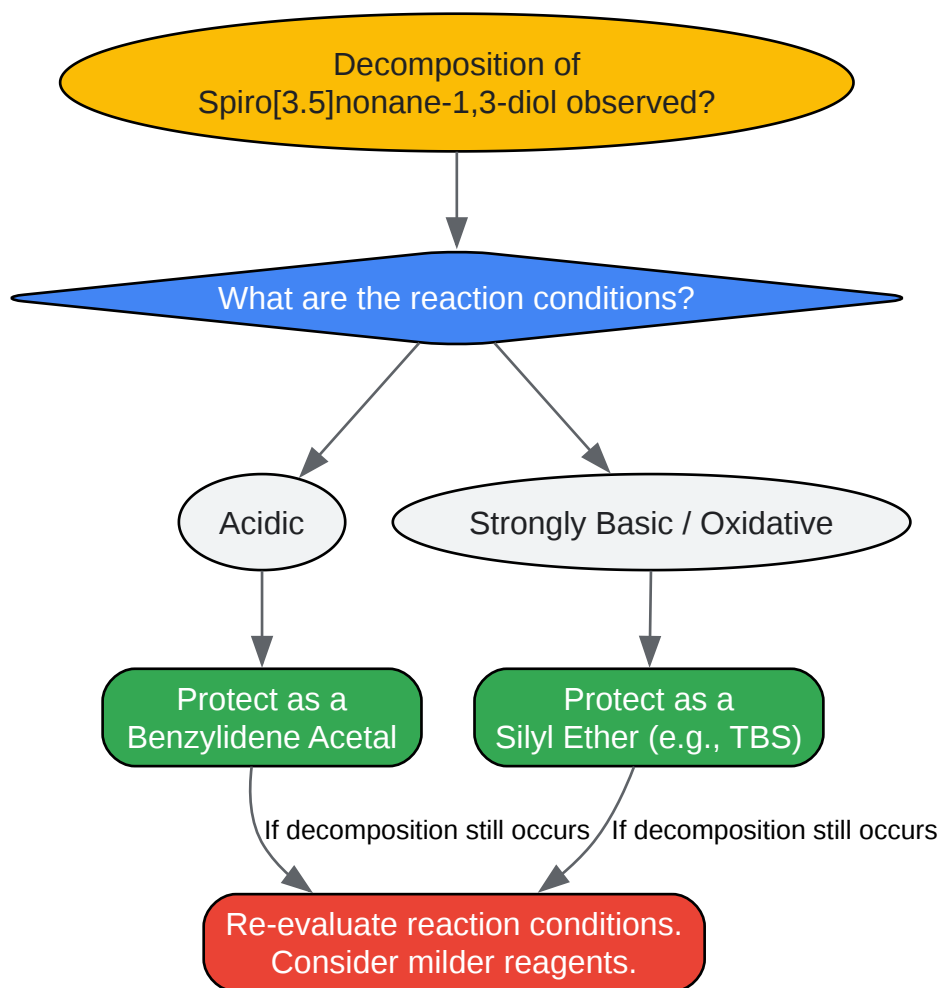 Decomposition of
Spiro[3.5]nonane-1,3-diol observed?
What are the reaction conditions?
Acidic
Strongly Basic / Oxidative
Protect as a
Benzylidene Acetal
Protect as a
Silyl Ether (e.g., TBS)
If decomposition still occurs
If decomposition still occurs
Re-evaluate reaction conditions.
Consider milder reagents.